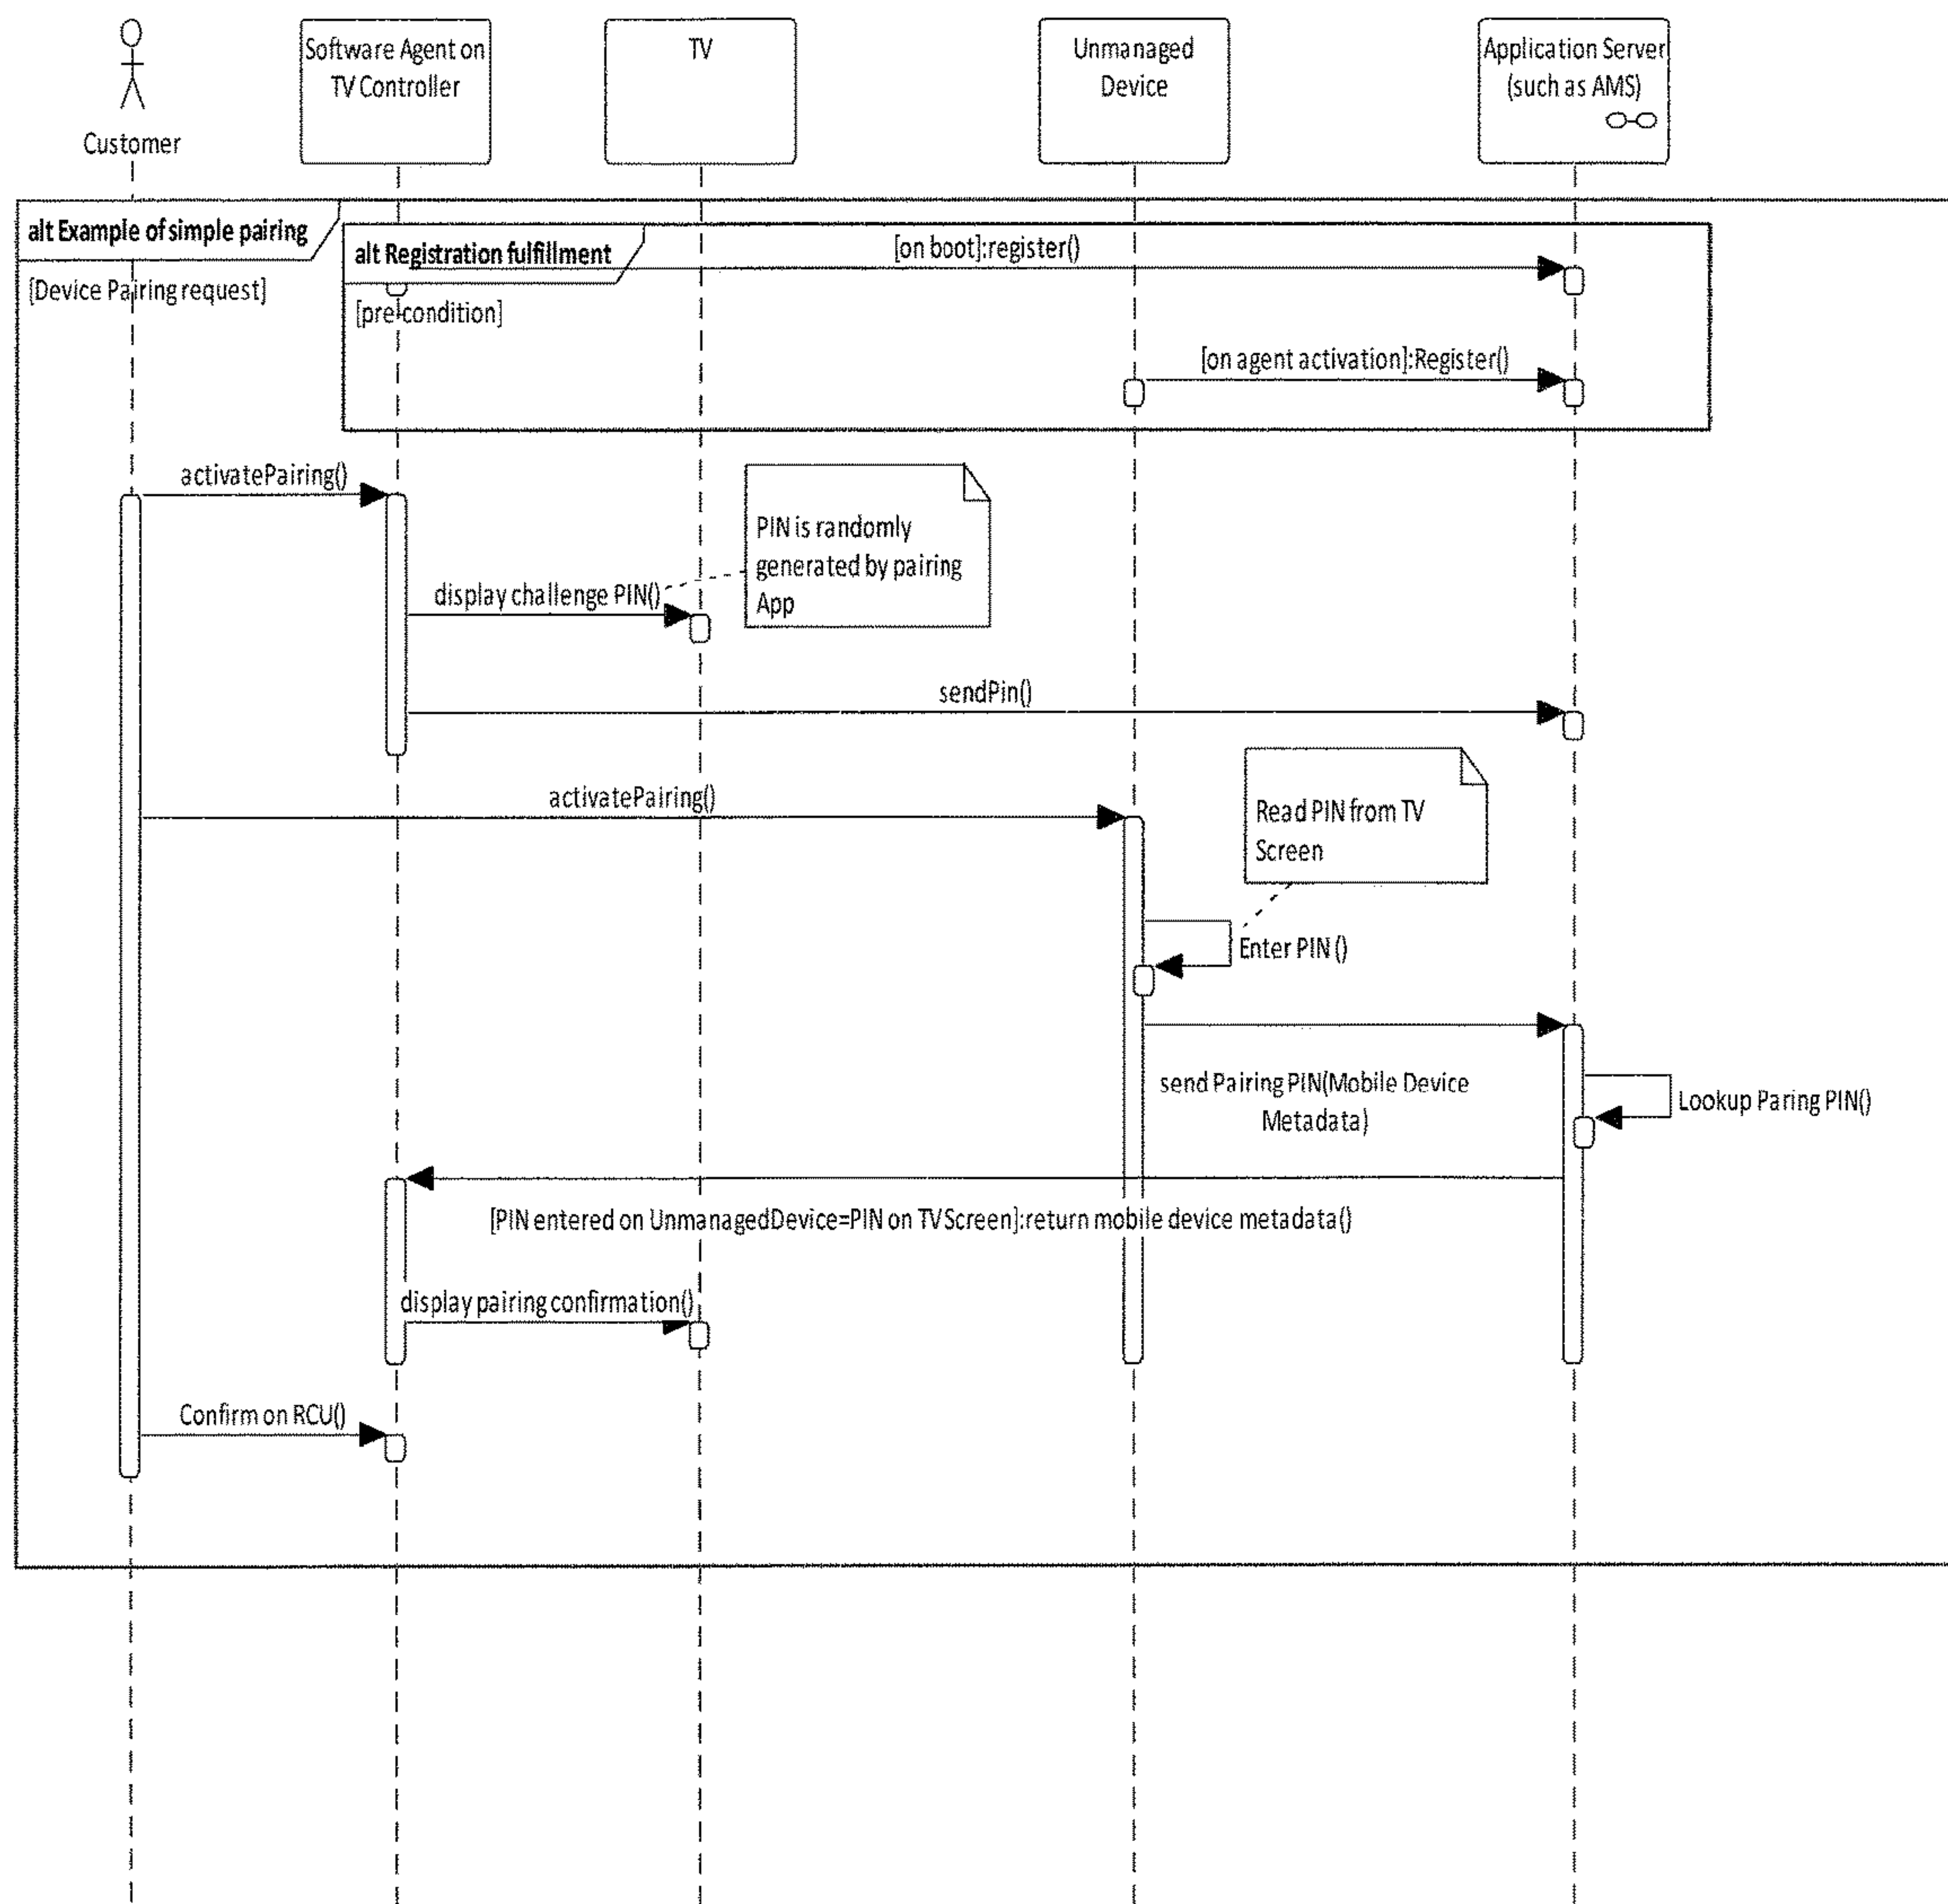 Customer
Software Agent on
TV Controller
TV
Unmanaged
Device
Application Server
(such as AMS)
alt Example of simple pairing
[Device Pairing request]
alt Registration fulfillment
[pre-condition]
[on boot]:register()
[on agent activation]:Register()
activatePairing()
PIN is randomly
generated by pairing
App
display challenge PIN()
sendPin()
activatePairing()
Read PIN from TV
Screen
Enter PIN ()
send Pairing PIN(Mobile Device
Metadata)
Lookup Paring PIN()
[PIN entered on UnmanagedDevice=PIN on TVScreen]:return mobile device metadata()
display pairing confirmation()
Confirm on RCU()